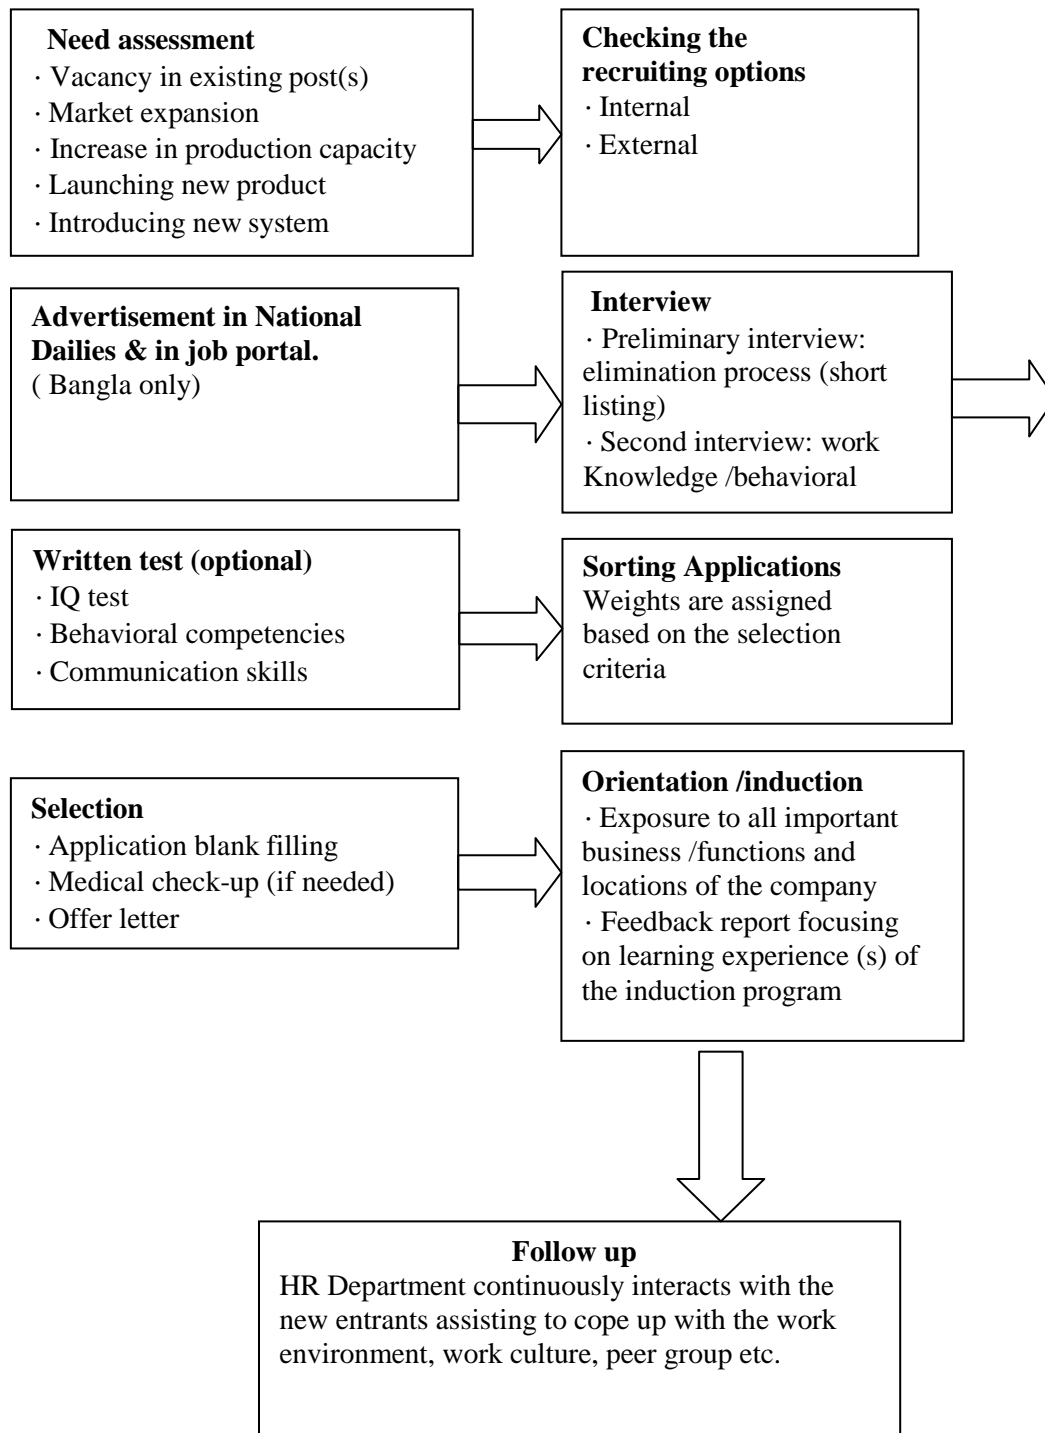 Need assessment
· Vacancy in existing post(s)
· Market expansion
· Increase in production capacity
· Launching new product
· Introducing new system
Checking the
recruiting options
· Internal
· External
Advertisement in National
Dailies & in job portal.
( Bangla only)
Interview
· Preliminary interview:
elimination process (short
listing)
· Second interview: work
Knowledge /behavioral
Written test (optional)
· IQ test
· Behavioral competencies
· Communication skills
Sorting Applications
Weights are assigned
based on the selection
criteria
Selection
· Application blank filling
· Medical check-up (if needed)
· Offer letter
Orientation /induction
· Exposure to all important
business /functions and
locations of the company
· Feedback report focusing
on learning experience (s) of
the induction program
Follow up
HR Department continuously interacts with the
new entrants assisting to cope up with the work
environment, work culture, peer group etc.